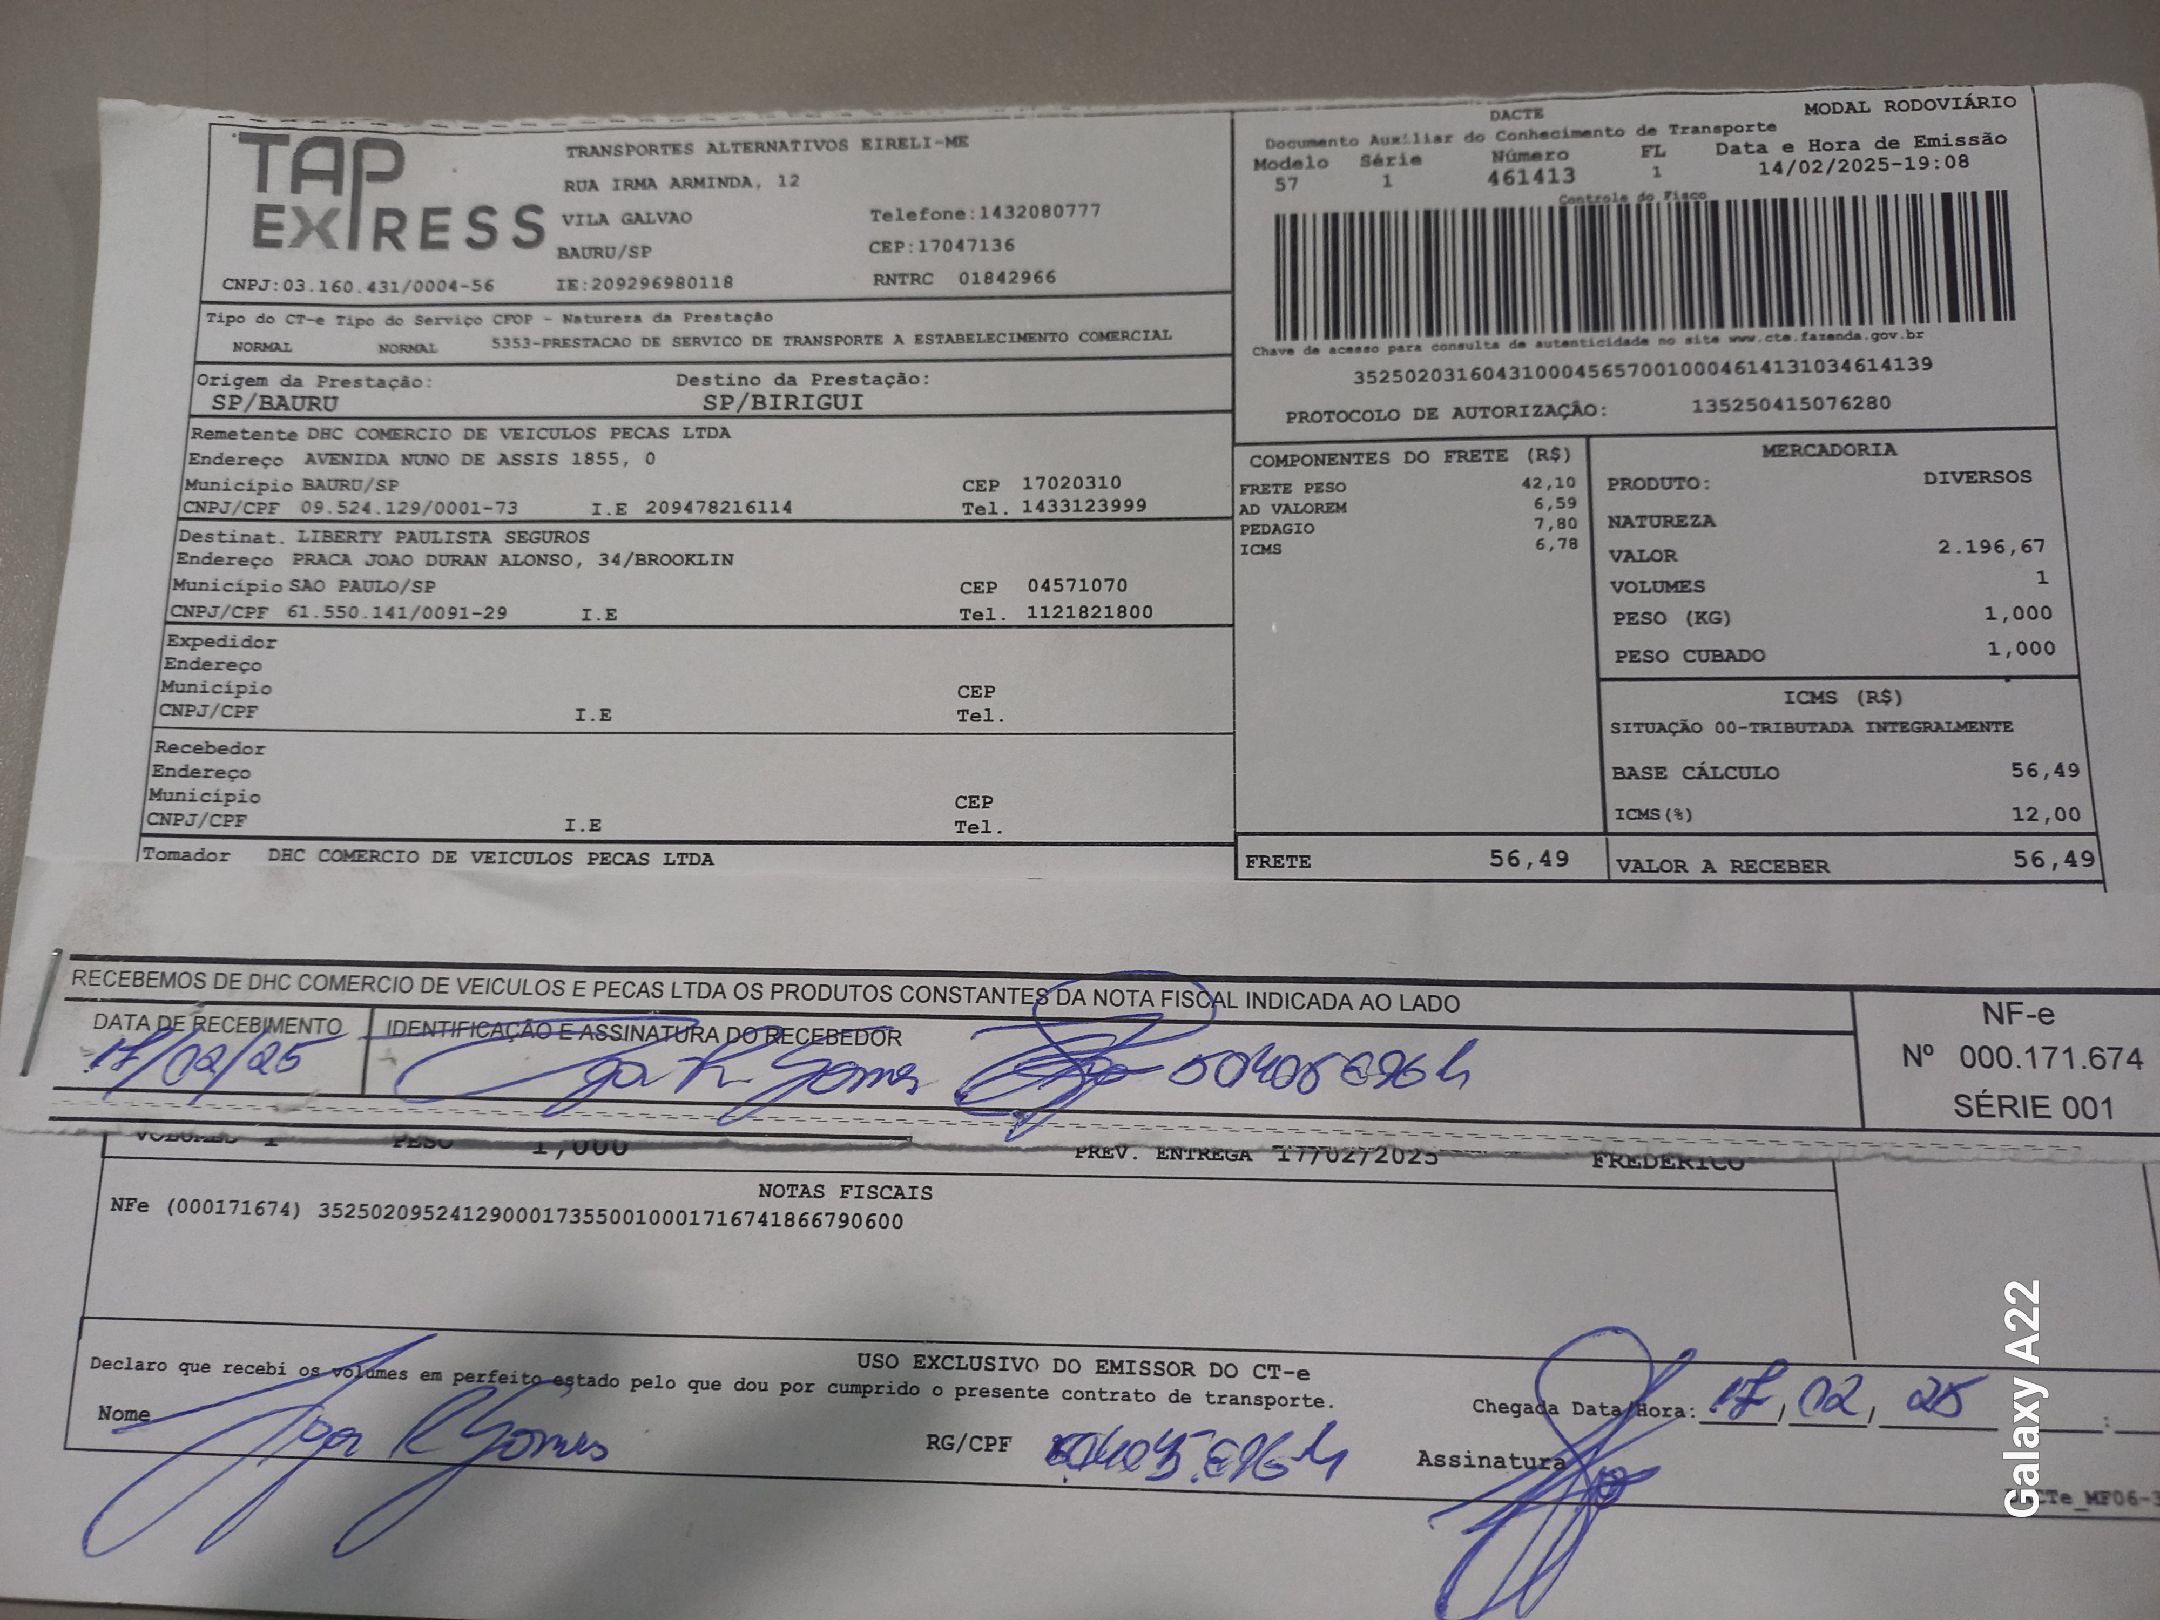 TAP EXPRESS
TRANSPORTES ALTERNATIVOS EIRELI-ME
RUA IRMA ARMINDA, 12
VILA GALVAO Telefone:1432080777
BAURU/SP CEP:17047136
CNPJ:03.160.431/0004-56 IE:209296980118 RNTRC 01842966
DACTE MODAL RODOVIÁRIO
Documento Auxiliar do Conhecimento de Transporte
Modelo Série Número FL Data e Hora de Emissão
57 1 461413 1 14/02/2025-19:08
Controle do Fisco
Chave de acesso para consulta de autenticidade no site www.cte.fazenda.gov.br
35250203160431000456570010004614131034614139
PROTOCOLO DE AUTORIZAÇÃO: 135250415076280
Tipo do CT-e Tipo do Serviço CFOP - Natureza da Prestação
NORMAL NORMAL 5353-PRESTACAO DE SERVICO DE TRANSPORTE A ESTABELECIMENTO COMERCIAL
Origem da Prestação: Destino da Prestação:
SP/BAURU SP/BIRIGUI
Remetente DHC COMERCIO DE VEICULOS PECAS LTDA
Endereço AVENIDA NUNO DE ASSIS 1855, 0
Município BAURU/SP CEP 17020310
CNPJ/CPF 09.524.129/0001-73 I.E 209478216114 Tel. 1433123999
Destinat. LIBERTY PAULISTA SEGUROS
Endereço PRACA JOAO DURAN ALONSO, 34/BROOKLIN
Município SAO PAULO/SP CEP 04571070
CNPJ/CPF 61.550.141/0091-29 I.E Tel. 1121821800
Expedidor
Endereço
Município CEP
CNPJ/CPF I.E Tel.
Recebedor
Endereço
Município CEP
CNPJ/CPF I.E Tel.
Tomador DHC COMERCIO DE VEICULOS PECAS LTDA
COMPONENTES DO FRETE (R$)
FRETE PESO 42,10
AD VALOREM 6,59
PEDAGIO 7,80
ICMS 6,78
FRETE 56,49
MERCADORIA
PRODUTO: DIVERSOS
NATUREZA
VALOR 2.196,67
VOLUMES 1
PESO (KG) 1,000
PESO CUBADO 1,000
ICMS (R$)
SITUAÇÃO 00-TRIBUTADA INTEGRALMENTE
BASE CÁLCULO 56,49
ICMS(%) 12,00
VALOR A RECEBER 56,49
RECEBEMOS DE DHC COMERCIO DE VEICULOS E PECAS LTDA OS PRODUTOS CONSTANTES DA NOTA FISCAL INDICADA AO LADO
DATA DE RECEBIMENTO IDENTIFICAÇÃO E ASSINATURA DO RECEBEDOR
17/02/25 Gomes
NF-e
Nº 000.171.674
SÉRIE 001
VOLUMES 1 PESO 1,000 PREV. ENTREGA 17/02/2025 FREDERICO
NOTAS FISCAIS
NFe (000171674) 35250209524129000173550010001716741866790600
USO EXCLUSIVO DO EMISSOR DO CT-e
Declaro que recebi os volumes em perfeito estado pelo que dou por cumprido o presente contrato de transporte.
Nome R Gomes RG/CPF
Chegada Data/Hora: 17/02/25 :
Assinatura
CTe_MF06-3
Galaxy A22